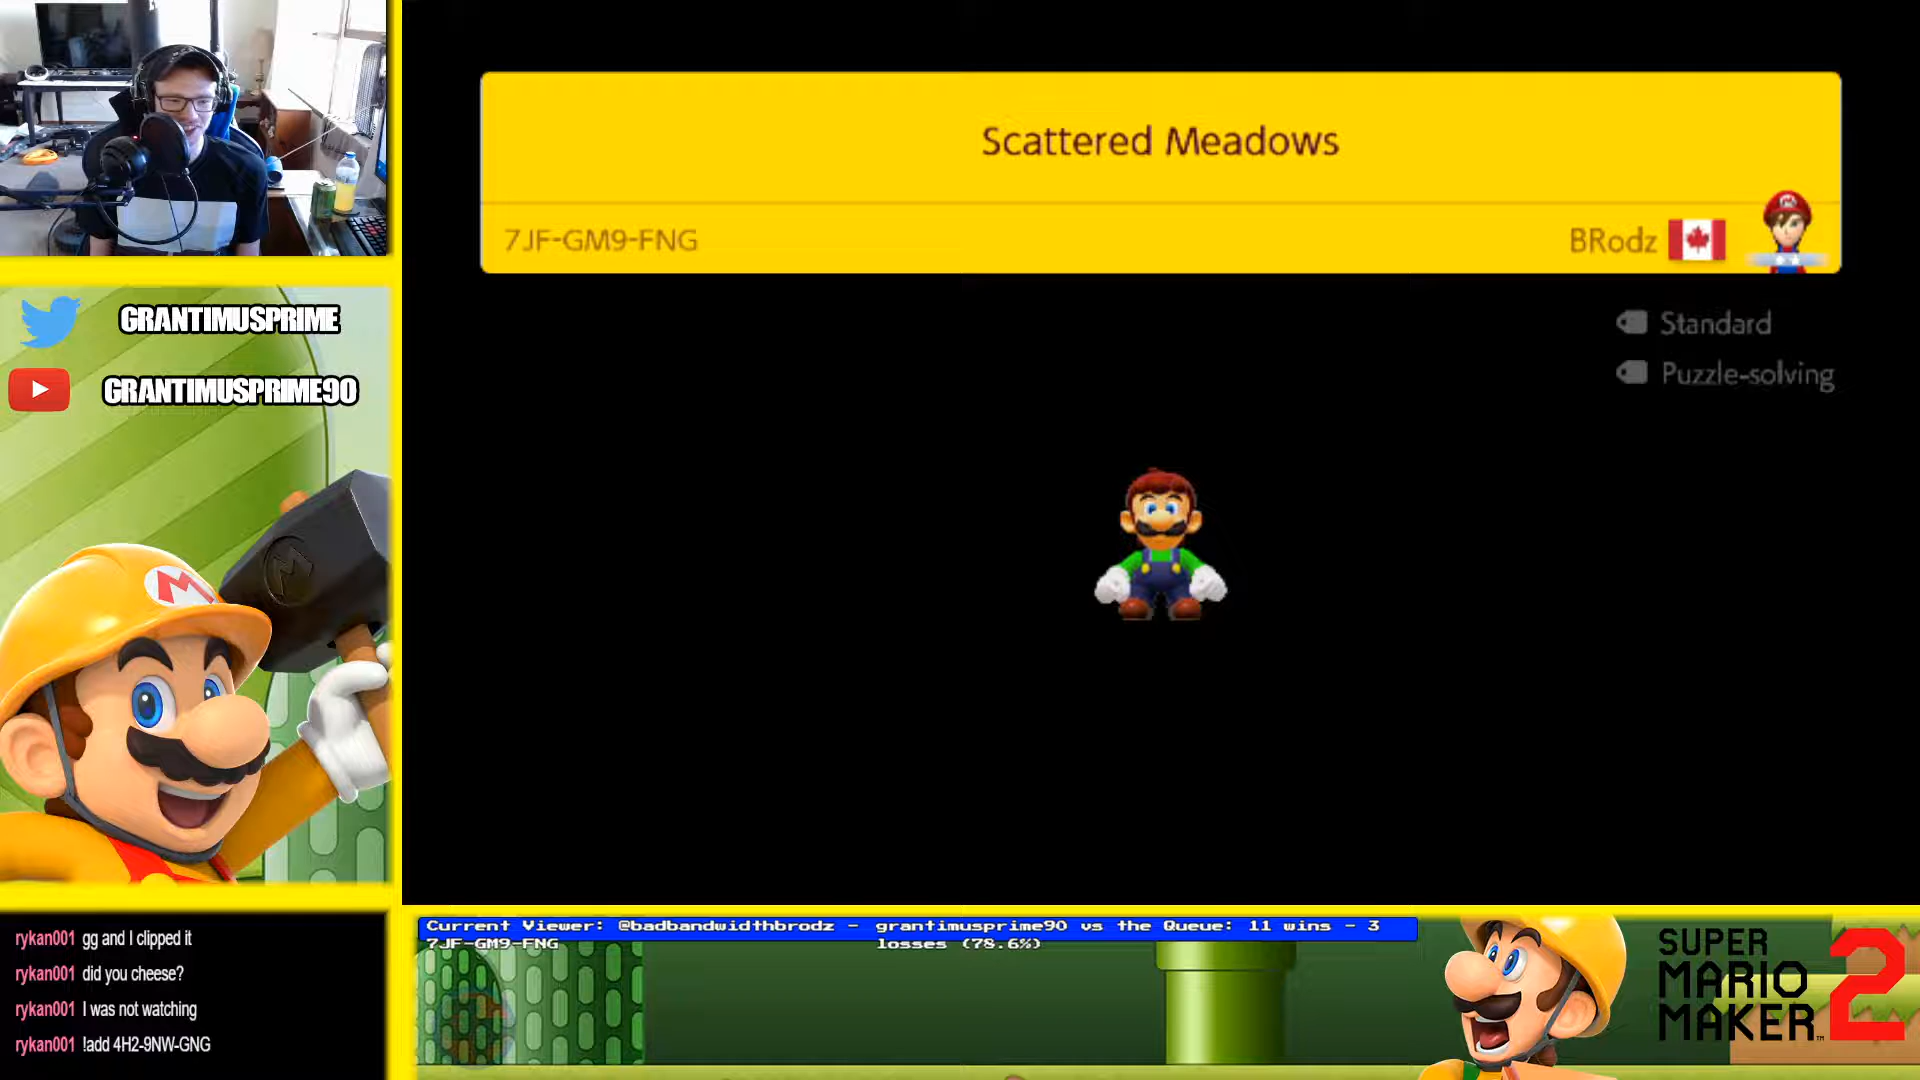 Scattered Meadows
7JF-GM9-FNG
BRodz
Standard
Puzzle-solving
GRANTIMUSPRIME
GRANTIMUSPRIME90
rykan001 gg and I clipped it
rykan001 did you cheese?
rykan001 I was not watching
rykan001 !add 4H2-9NW-GNG
Current Viewer: @badbandwidthbrodz - grantimusprime90 vs the Queue: 11 wins - 3
7JF-GM9-FNG losses (78.6%)
SUPER
MARIO
MAKER 2